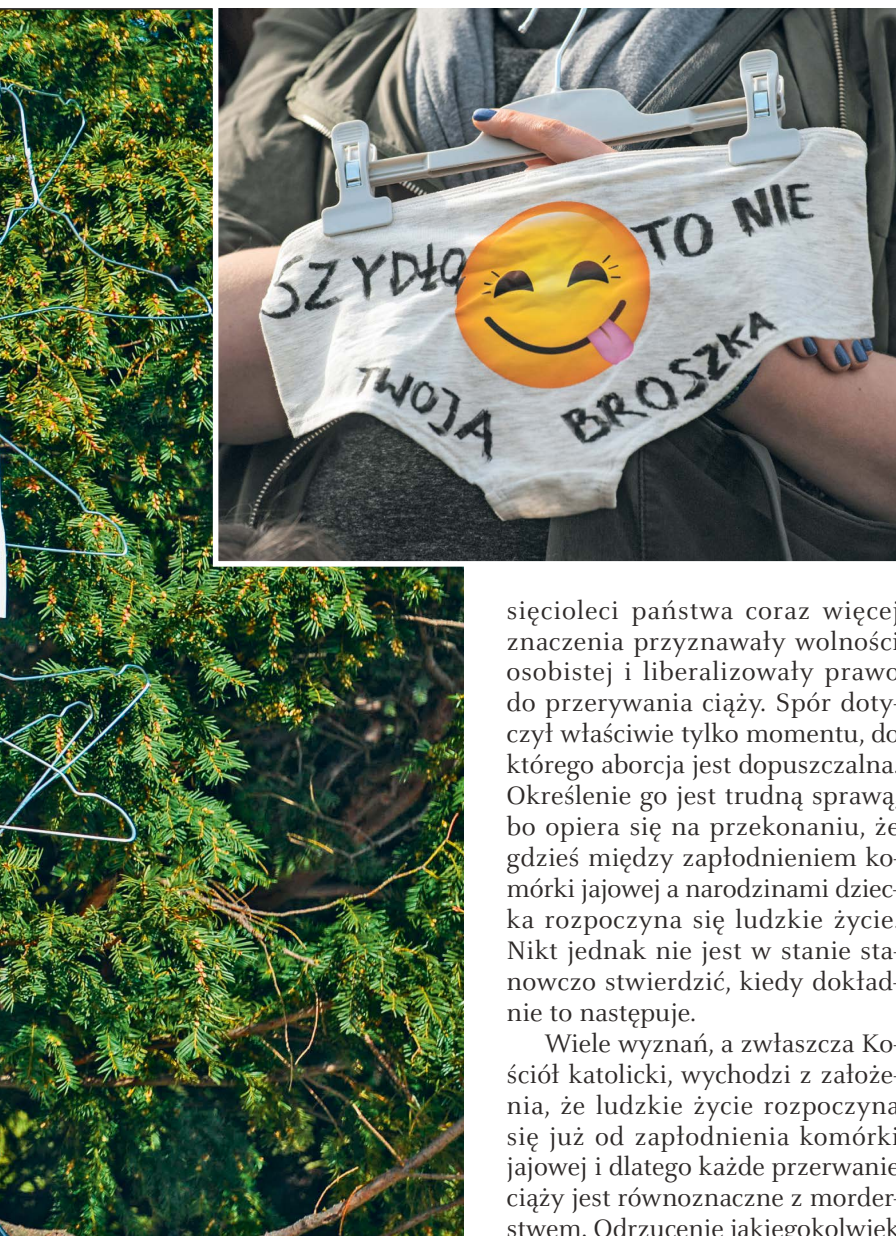 SZYDŁO TO NIE
TWOJA BROSZKA
sięcioleci państwa coraz więcej
znaczenia przyznawały wolności
osobistej i liberalizowały prawo
do przerywania ciąży. Spór doty-
czył właściwie tylko momentu, do
którego aborcja jest dopuszczalna.
Określenie go jest trudną sprawą,
bo opiera się na przekonaniu, że
gdzieś między zapłodnieniem ko-
mórki jajowej a narodzinami dziec-
ka rozpoczyna się ludzkie życie.
Nikt jednak nie jest w stanie sta-
nowczo stwierdzić, kiedy dokład-
nie to następuje.
Wiele wyznań, a zwłaszcza Ko-
ściół katolicki, wychodzi z założe-
nia, że ludzkie życie rozpoczyna
się już od zapłodnienia komórki
jajowej i dlatego każde przerwanie
ciąży jest równoznaczne z morder-
stwem. Odrzucenie jakiegokolwiek